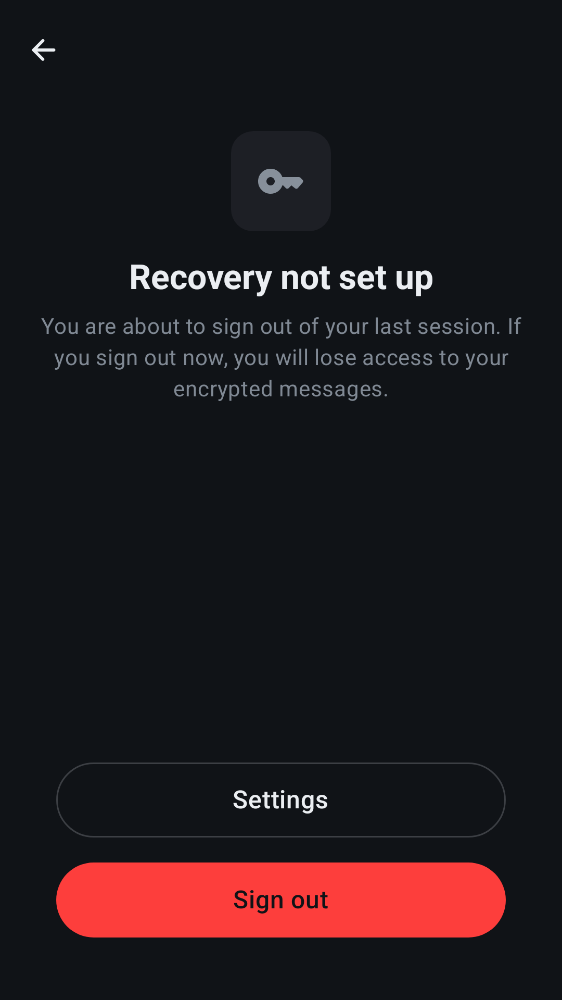 Recovery not set up
You are about to sign out of your last session. If
you sign out now, you will lose access to your
encrypted messages.
Settings
Sign out